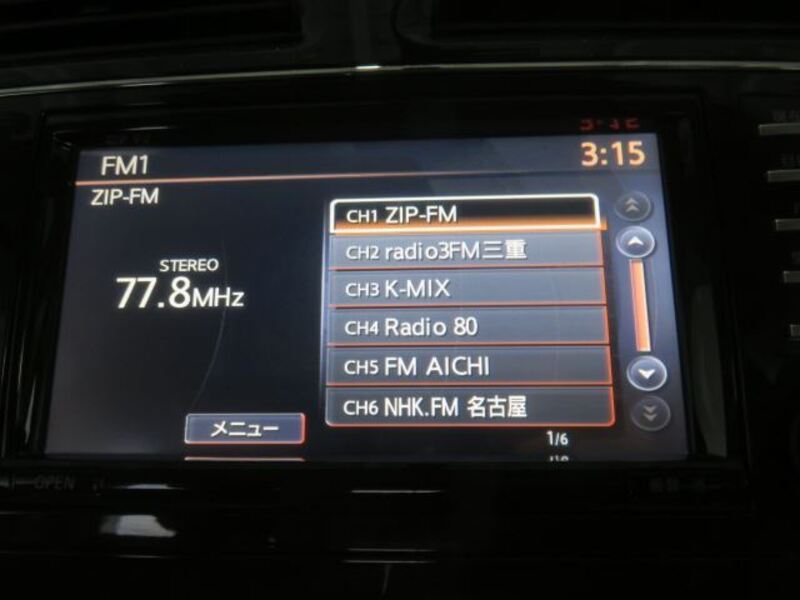 FM1
3:15
ZIP-FM
STEREO
77.8MHz
CH1 ZIP-FM
CH2 radio3FM三重
CH3 K-MIX
CH4 Radio 80
CH5 FM AICHI
CH6 NHK.FM 名古屋
メニュー
1/6
OPEN